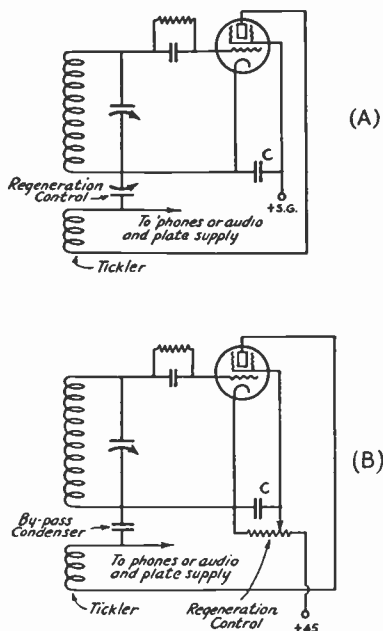 (A)
C
Regeneration
Control
+S.G.
To phones or audio
and plate supply
Tickler
(B)
C
By-pass
Condenser
To phones or audio
and plate supply
Tickler
Regeneration
Control
+45